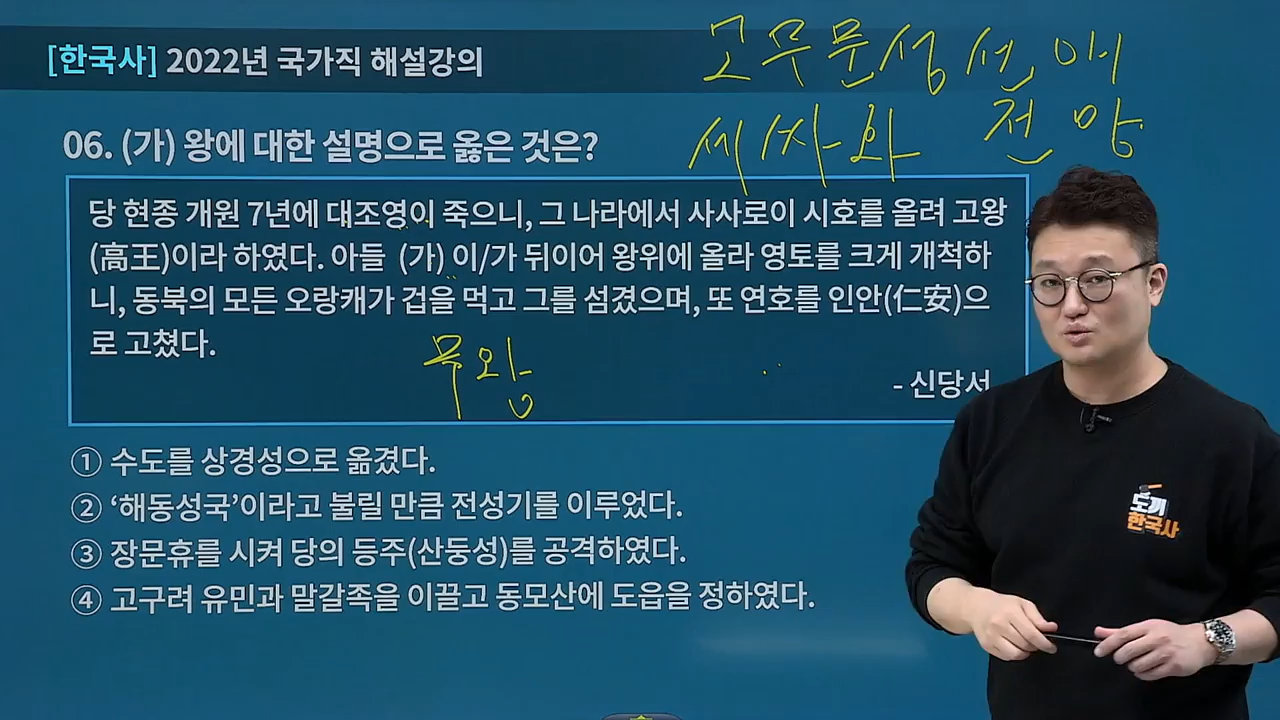 [한국사] 2022년 국가직 해설강의
고무문성선애
세사와 전망
06. (가) 왕에 대한 설명으로 옳은 것은?
당 현종 개원 7년에 대조영이 죽으니, 그 나라에서 사사로이 시호를 올려 고왕
(高王)이라 하였다. 아들 (가) 이/가 뒤이어 왕위에 올라 영토를 크게 개척하
니, 동북의 모든 오랑캐가 겁을 먹고 그를 섬겼으며, 또 연호를 인안(仁安)으
로 고쳤다.
무왕
- 신당서
① 수도를 상경성으로 옮겼다.
② ‘해동성국’이라고 불릴 만큼 전성기를 이루었다.
③ 장문휴를 시켜 당의 등주(산둥성)를 공격하였다.
④ 고구려 유민과 말갈족을 이끌고 동모산에 도읍을 정하였다.
도끼
한국사